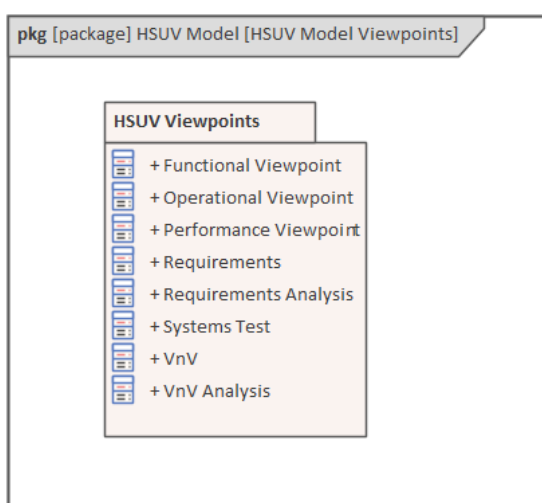 pkg [package] HSUV Model [HSUV Model Viewpoints]
HSUV Viewpoints
+ Functional Viewpoint
+ Operational Viewpoint
+ Performance Viewpoint
+ Requirements
+ Requirements Analysis
+ Systems Test
+ VnV
+ VnV Analysis